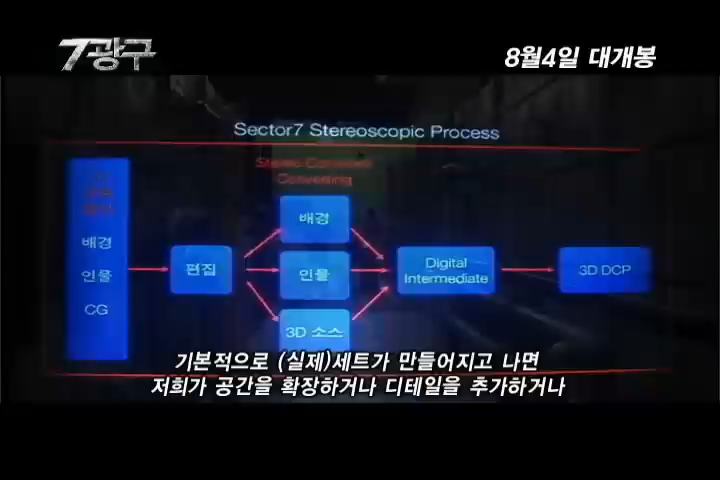 7광구
8월4일 대개봉
Sector7 Stereoscopic Process
Converting
배경
인물
CG
편집
배경
인물
3D 소스
Digital
Intermediate
3D DCP
기본적으로 (실제)세트가 만들어지고 나면
저희가 공간을 확장하거나 디테일을 추가하거나